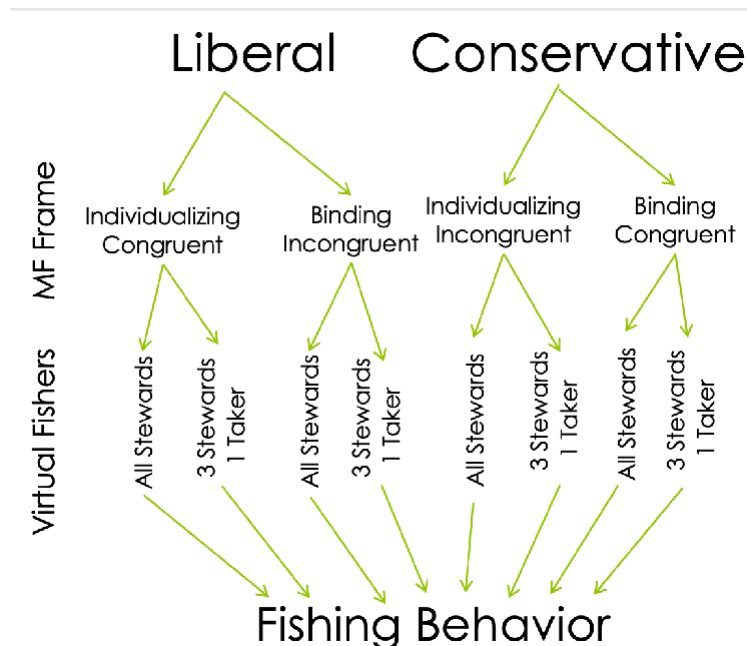 Liberal
Conservative
MF Frame
Individualizing
Congruent
Binding
Incongruent
Individualizing
Incongruent
Binding
Congruent
Virtual Fishers
All Stewards
3 Stewards
1 Taker
All Stewards
3 Stewards
1 Taker
All Stewards
3 Stewards
1 Taker
All Stewards
3 Stewards
1 Taker
Fishing Behavior